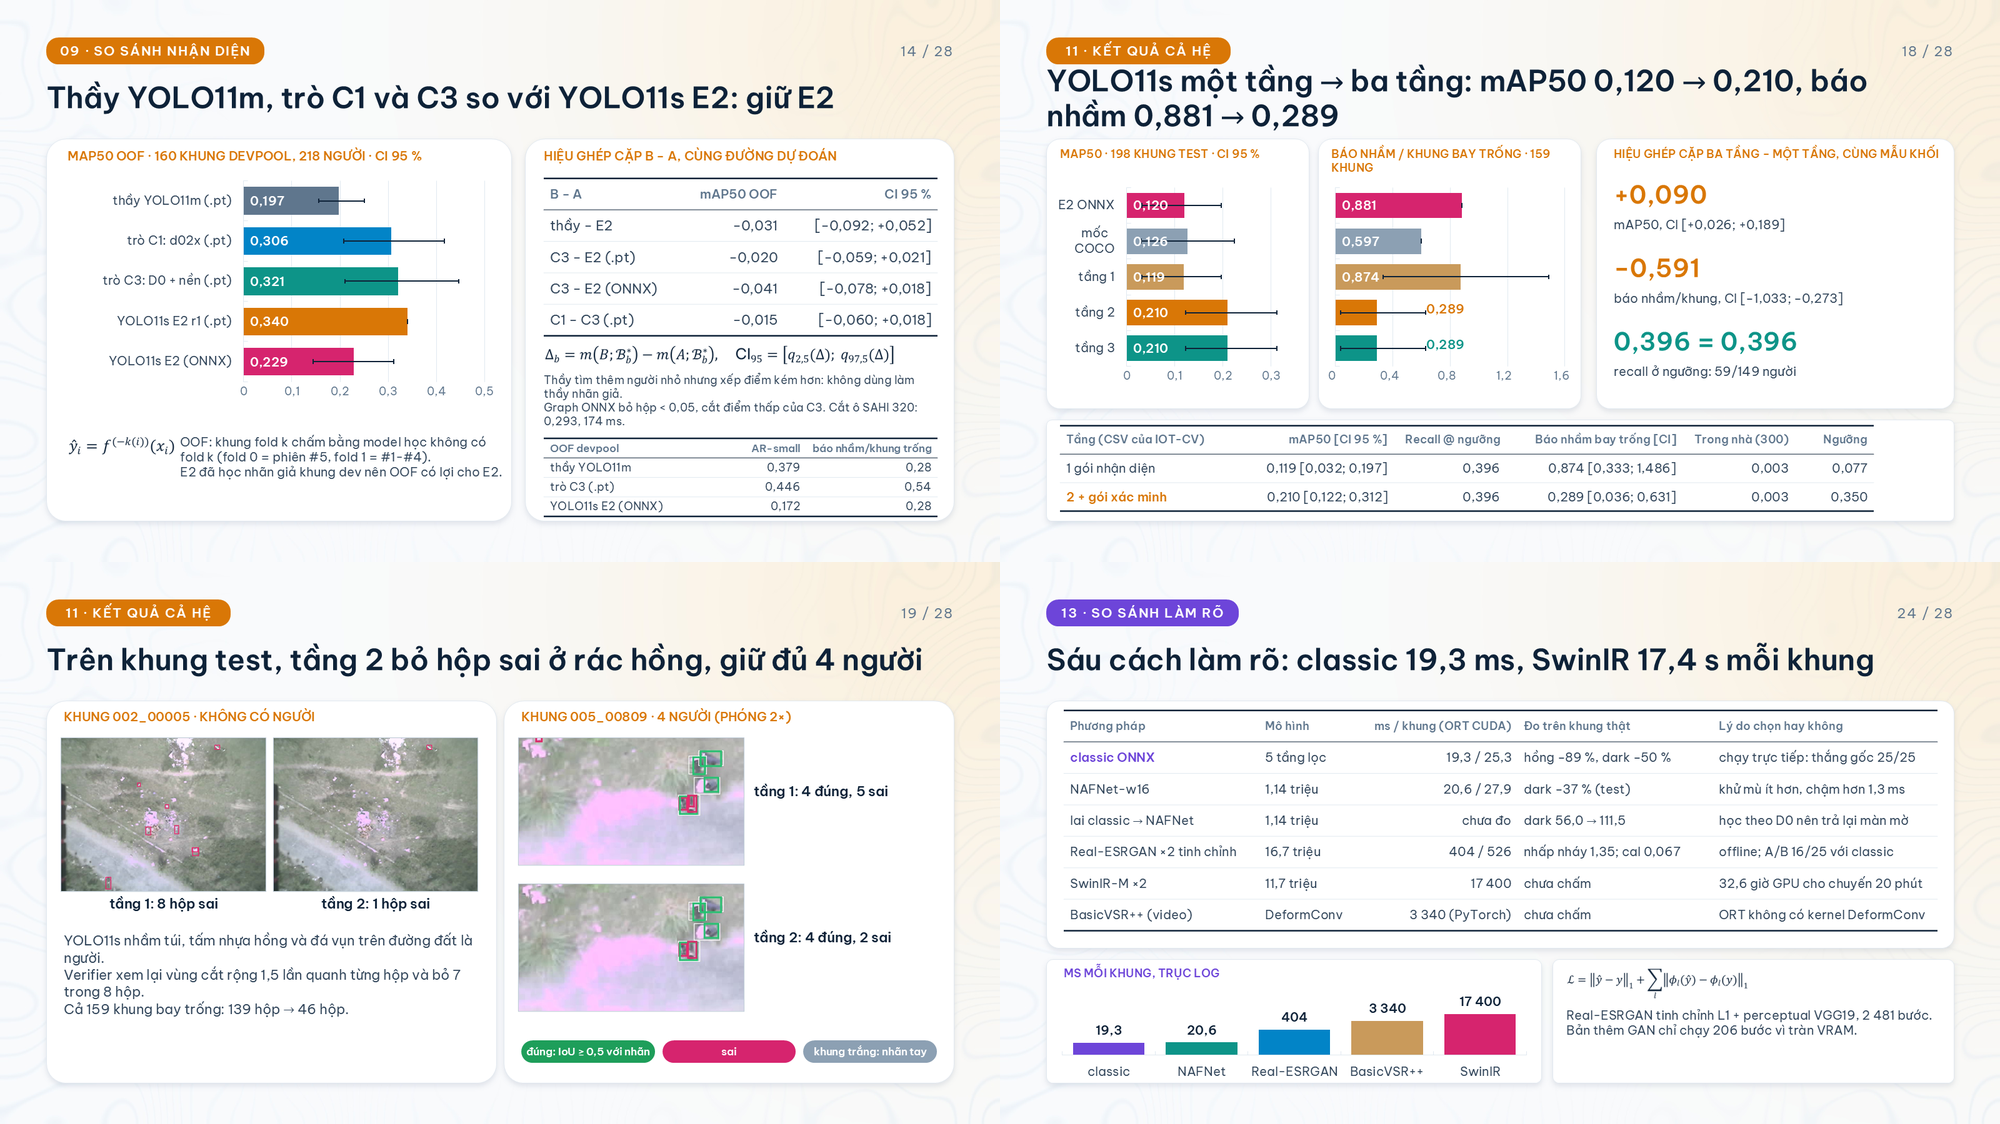 09 · SO SÁNH NHẬN DIỆN
14 / 28
Thầy YOLO11m, trò C1 và C3 so với YOLO11s E2: giữ E2
MAP50 OOF · 160 KHUNG DEVPOOL, 218 NGƯỜI · CI 95 %
thầy YOLO11m (.pt) 0,197
trò C1: d02x (.pt) 0,306
trò C3: D0 + nền (.pt) 0,321
YOLO11s E2 r1 (.pt) 0,340
YOLO11s E2 (ONNX) 0,229
0 0,1 0,2 0,3 0,4 0,5
ŷᵢ = f⁽⁻ᵏ⁽ⁱ⁾⁾(xᵢ)
OOF: khung fold k chấm bằng model học không có
fold k (fold 0 = phiên #5, fold 1 = #1-#4).
E2 đã học nhãn giả khung dev nên OOF có lợi cho E2.
HIỆU GHÉP CẶP B – A, CÙNG ĐƯỜNG DỰ ĐOÁN
B – A mAP50 OOF CI 95 %
thầy – E2 −0,031 [−0,092; +0,052]
C3 – E2 (.pt) −0,020 [−0,059; +0,021]
C3 – E2 (ONNX) −0,041 [−0,078; +0,018]
C1 – C3 (.pt) −0,015 [−0,060; +0,018]
Δ_b = m(B; ℬ*_b) − m(A; ℬ*_b), CI₉₅ = [q₂,₅(Δ); q₉₇,₅(Δ)]
Thầy tìm thêm người nhỏ nhưng xếp điểm kém hơn: không dùng làm
thầy nhãn giả.
Graph ONNX bỏ hộp < 0,05, cắt điểm thấp của C3. Cắt ô SAHI 320:
0,293, 174 ms.
OOF devpool AR-small báo nhầm/khung trống
thầy YOLO11m 0,379 0,28
trò C3 (.pt) 0,446 0,54
YOLO11s E2 (ONNX) 0,172 0,28
11 · KẾT QUẢ CẢ HỆ
18 / 28
YOLO11s một tầng → ba tầng: mAP50 0,120 → 0,210, báo
nhầm 0,881 → 0,289
MAP50 · 198 KHUNG TEST · CI 95 %
E2 ONNX 0,120
mốc
COCO 0,126
tầng 1 0,119
tầng 2 0,210
tầng 3 0,210
0 0,1 0,2 0,3
BÁO NHẦM / KHUNG BAY TRỐNG · 159
KHUNG
0,881
0,597
0,874
0,289
0,289
0 0,4 0,8 1,2 1,6
HIỆU GHÉP CẶP BA TẦNG – MỘT TẦNG, CÙNG MẪU KHỐI
+0,090
mAP50, CI [+0,026; +0,189]
−0,591
báo nhầm/khung, CI [−1,033; −0,273]
0,396 = 0,396
recall ở ngưỡng: 59/149 người
Tầng (CSV của IOT-CV) mAP50 [CI 95 %] Recall @ ngưỡng Báo nhầm bay trống [CI] Trong nhà (300) Ngưỡng
1 gói nhận diện 0,119 [0,032; 0,197] 0,396 0,874 [0,333; 1,486] 0,003 0,077
2 + gói xác minh 0,210 [0,122; 0,312] 0,396 0,289 [0,036; 0,631] 0,003 0,350
11 · KẾT QUẢ CẢ HỆ
19 / 28
Trên khung test, tầng 2 bỏ hộp sai ở rác hồng, giữ đủ 4 người
KHUNG 002_00005 · KHÔNG CÓ NGƯỜI
tầng 1: 8 hộp sai
tầng 2: 1 hộp sai
YOLO11s nhầm túi, tấm nhựa hồng và đá vụn trên đường đất là
người.
Verifier xem lại vùng cắt rộng 1,5 lần quanh từng hộp và bỏ 7
trong 8 hộp.
Cả 159 khung bay trống: 139 hộp → 46 hộp.
KHUNG 005_00809 · 4 NGƯỜI (PHÓNG 2×)
tầng 1: 4 đúng, 5 sai
tầng 2: 4 đúng, 2 sai
đúng: IoU ≥ 0,5 với nhãn
sai
khung trắng: nhãn tay
13 · SO SÁNH LÀM RÕ
24 / 28
Sáu cách làm rõ: classic 19,3 ms, SwinIR 17,4 s mỗi khung
Phương pháp Mô hình ms / khung (ORT CUDA) Đo trên khung thật Lý do chọn hay không
classic ONNX 5 tầng lọc 19,3 / 25,3 hồng −89 %, dark −50 % chạy trực tiếp: thắng gốc 25/25
NAFNet-w16 1,14 triệu 20,6 / 27,9 dark −37 % (test) khử mù ít hơn, chậm hơn 1,3 ms
lai classic → NAFNet 1,14 triệu chưa đo dark 56,0 → 111,5 học theo D0 nên trả lại màn mờ
Real-ESRGAN ×2 tinh chỉnh 16,7 triệu 404 / 526 nhấp nháy 1,35; cal 0,067 offline; A/B 16/25 với classic
SwinIR-M ×2 11,7 triệu 17 400 chưa chấm 32,6 giờ GPU cho chuyến 20 phút
BasicVSR++ (video) DeformConv 3 340 (PyTorch) chưa chấm ORT không có kernel DeformConv
MS MỖI KHUNG, TRỤC LOG
19,3 20,6 404 3 340 17 400
classic NAFNet Real-ESRGAN BasicVSR++ SwinIR
ℒ = ‖ŷ − y‖₁ + ∑ᵢ‖ϕᵢ(ŷ) − ϕᵢ(y)‖₁
Real-ESRGAN tinh chỉnh L1 + perceptual VGG19, 2 481 bước.
Bản thêm GAN chỉ chạy 206 bước vì tràn VRAM.